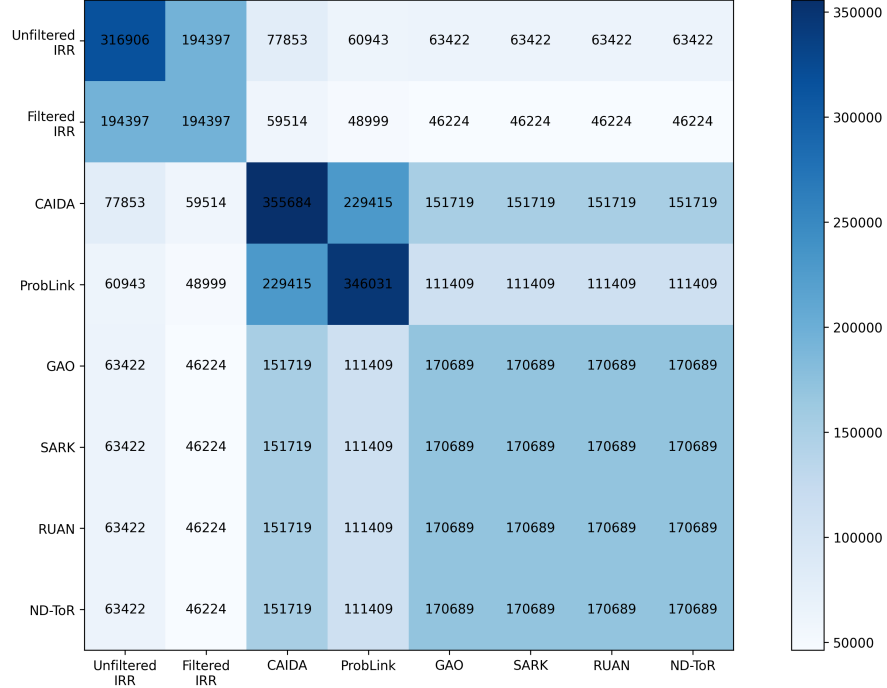 Unfiltered
IRR
316906 194397 77853 60943 63422 63422 63422 63422
Filtered
IRR
194397 194397 59514 48999 46224 46224 46224 46224
CAIDA
77853 59514 355684 229415 151719 151719 151719 151719
ProbLink
60943 48999 229415 346031 111409 111409 111409 111409
GAO
63422 46224 151719 111409 170689 170689 170689 170689
SARK
63422 46224 151719 111409 170689 170689 170689 170689
RUAN
63422 46224 151719 111409 170689 170689 170689 170689
ND-ToR
63422 46224 151719 111409 170689 170689 170689 170689
Unfiltered
IRR
Filtered
IRR
CAIDA
ProbLink
GAO
SARK
RUAN
ND-ToR
350000
300000
250000
200000
150000
100000
50000